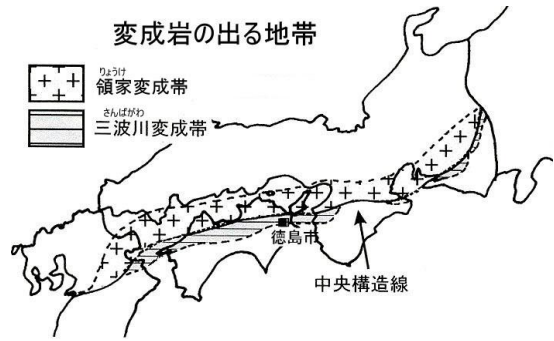 変成岩の出る地帯
りょうけ
領家変成帯
さんばがわ
三波川変成帯
徳島市
中央構造線